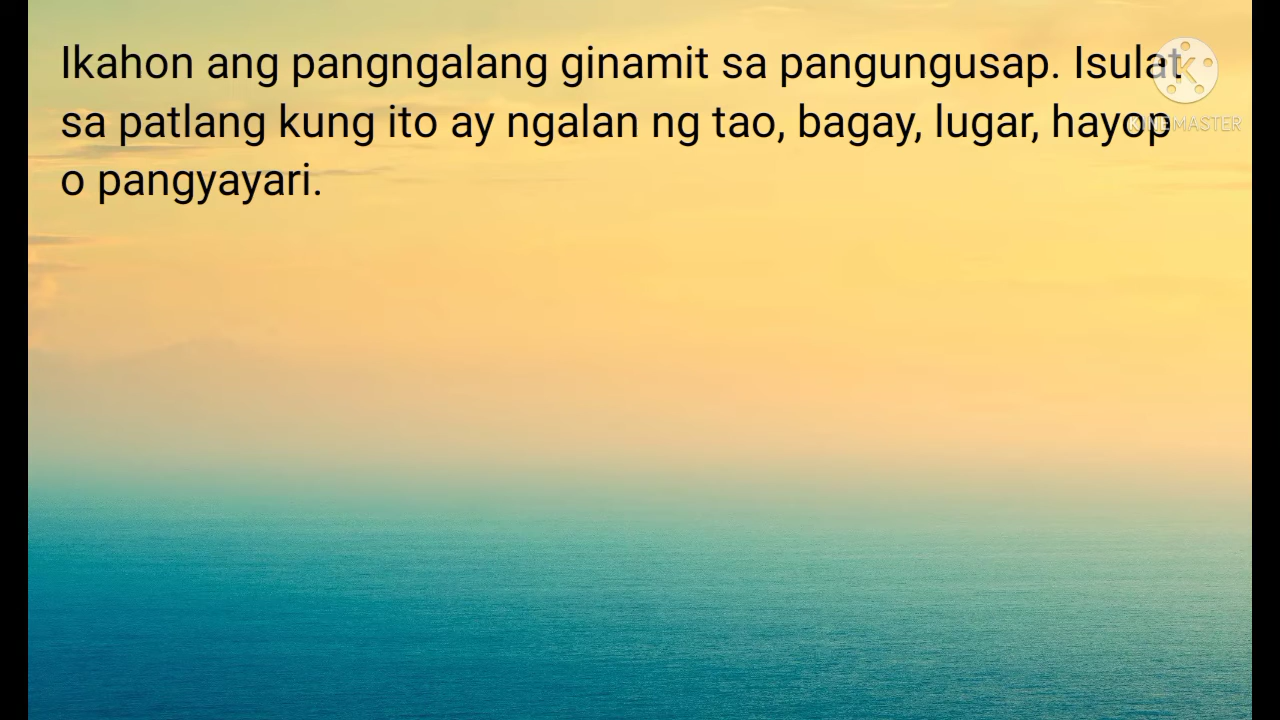 Ikahon ang pangngalang ginamit sa pangungusap. Isulat
sa patlang kung ito ay ngalan ng tao, bagay, lugar, hayop
o pangyayari.
KINEMASTER